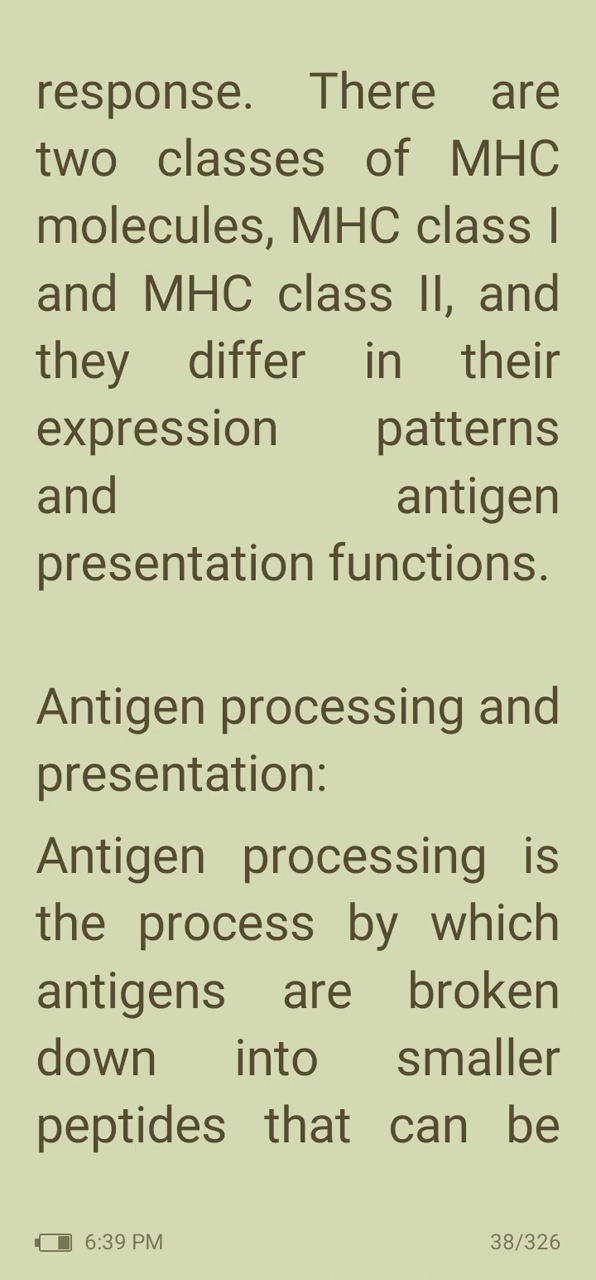 response. There are
two classes of MHC
molecules, MHC class I
and MHC class II, and
they differ in their
expression patterns
and antigen
presentation functions.
Antigen processing and
presentation:
Antigen processing is
the process by which
antigens are broken
down into smaller
peptides that can be
6:39 PM 38/326